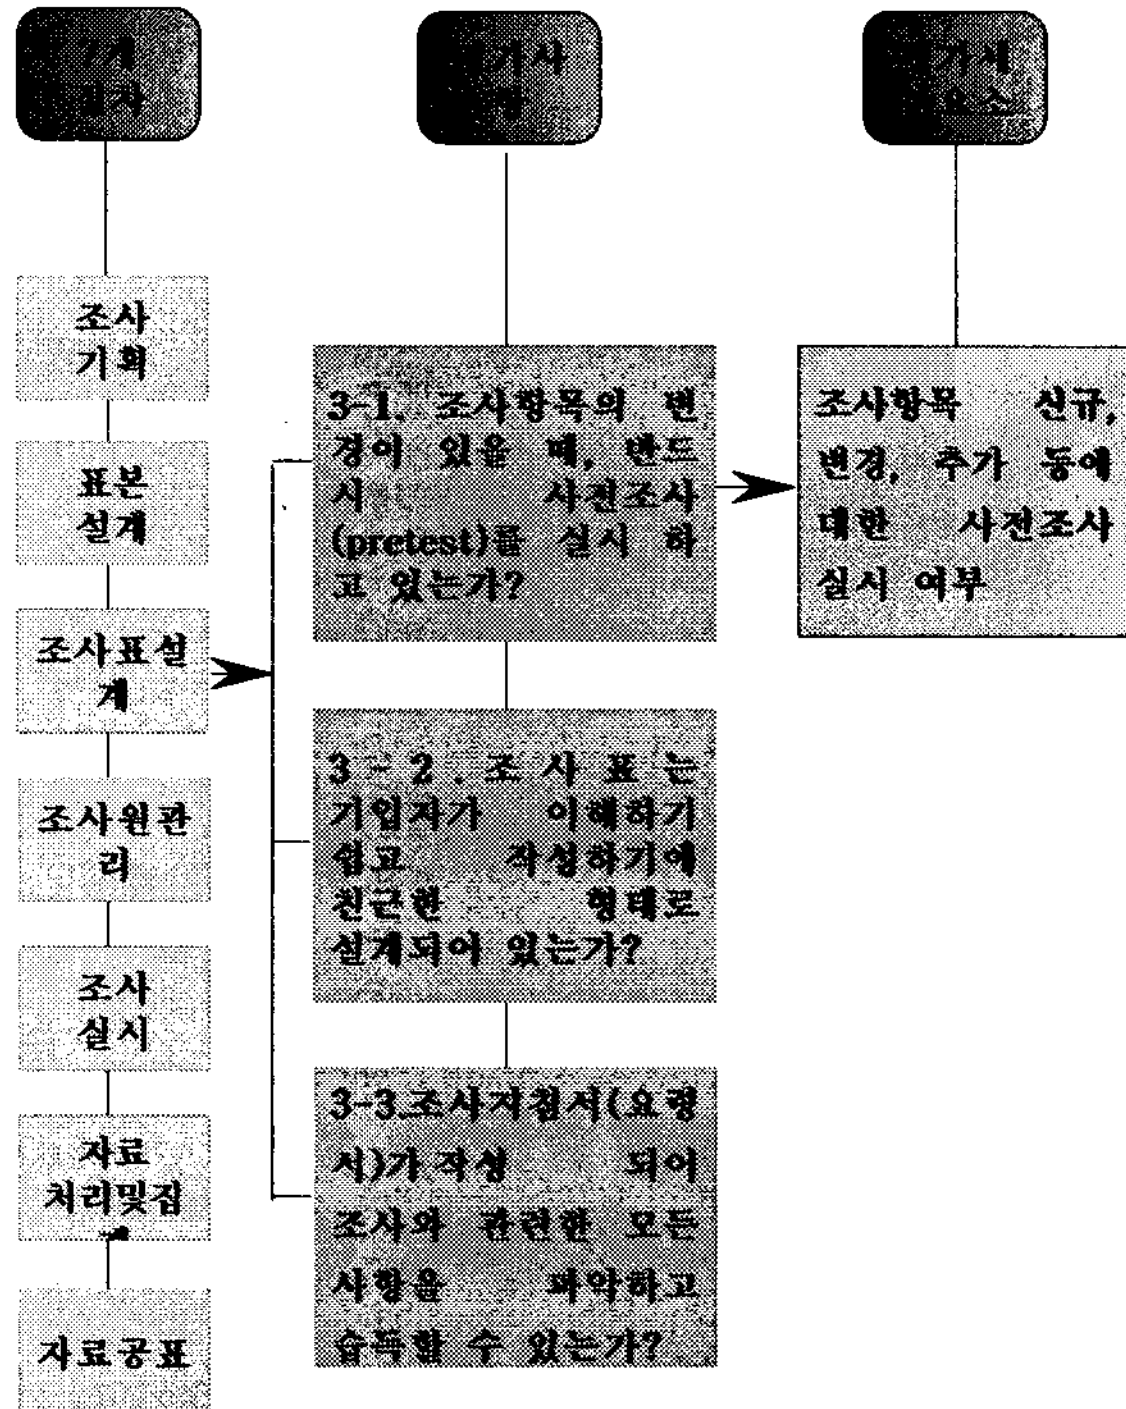 조사
기획
표본
설계
조사표설
계
조사원관
리
조사
실시
자료
처리및집
계
자료공표
3-1. 조사항목의 변
경이 있을 때, 반드
시 사전조사
(pretest)를 실시 하
고 있는가?
3-2. 조사표는
기입자가 이해하기
쉽고 작성하기에
친근한 형태로
설계되어 있는가?
3-3.조사지침서(요령
서)가 작성 되어
조사와 관련한 모든
사항을 파악하고
습득할 수 있는가?
조사항목 신규,
변경, 추가 등에
대한 사전조사
실시 여부